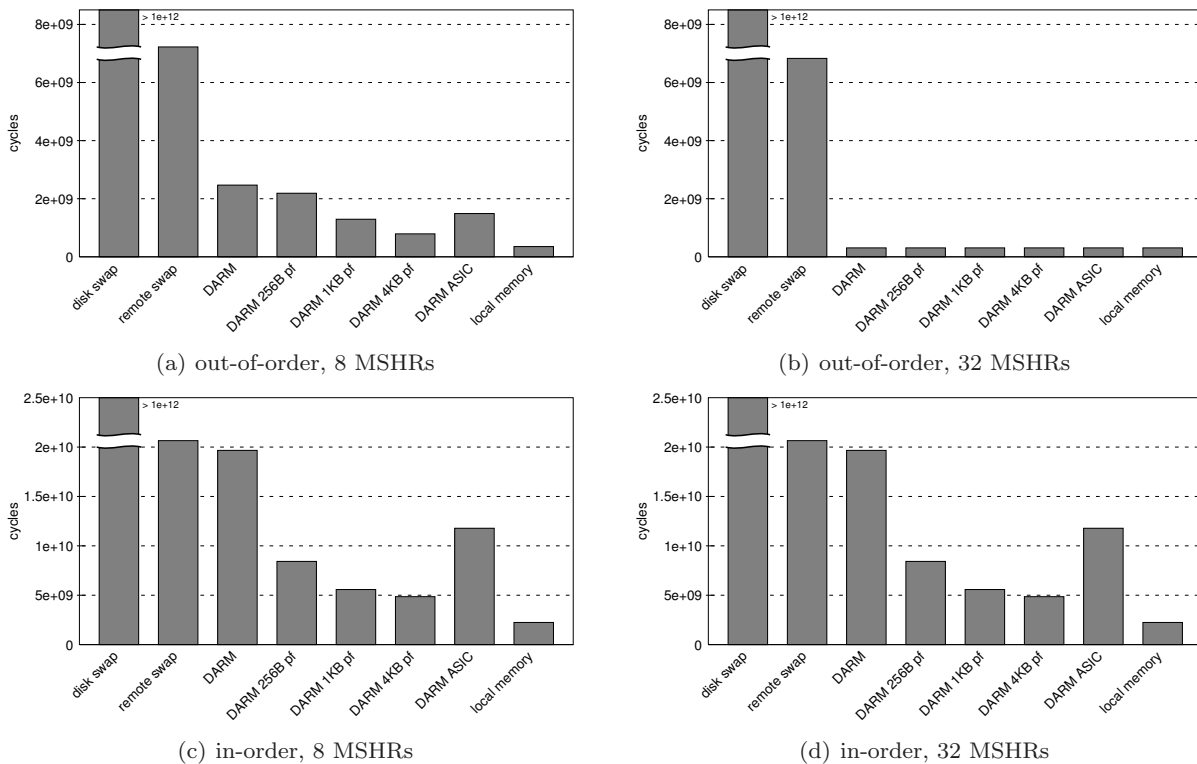 8e+09
6e+09
4e+09
2e+09
0
cycles
> 1e+12
disk swap
remote swap
DARM
DARM 256B pf
DARM 1KB pf
DARM 4KB pf
DARM ASIC
local memory
(a) out-of-order, 8 MSHRs
8e+09
6e+09
4e+09
2e+09
0
cycles
> 1e+12
disk swap
remote swap
DARM
DARM 256B pf
DARM 1KB pf
DARM 4KB pf
DARM ASIC
local memory
(b) out-of-order, 32 MSHRs
2.5e+10
2e+10
1.5e+10
1e+10
5e+09
0
cycles
> 1e+12
disk swap
remote swap
DARM
DARM 256B pf
DARM 1KB pf
DARM 4KB pf
DARM ASIC
local memory
(c) in-order, 8 MSHRs
2.5e+10
2e+10
1.5e+10
1e+10
5e+09
0
cycles
> 1e+12
disk swap
remote swap
DARM
DARM 256B pf
DARM 1KB pf
DARM 4KB pf
DARM ASIC
local memory
(d) in-order, 32 MSHRs